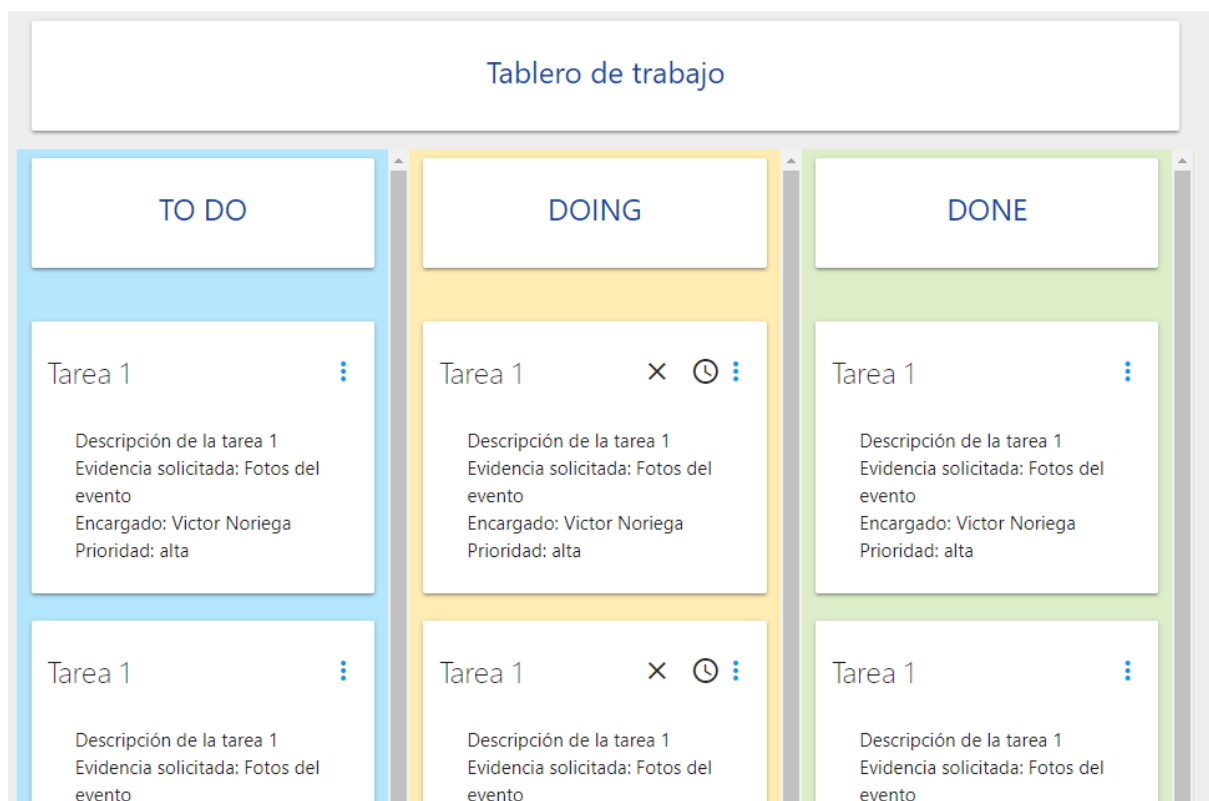 Tablero de trabajo
TO DO
Tarea 1
Descripción de la tarea 1
Evidencia solicitada: Fotos del
evento
Encargado: Victor Noriega
Prioridad: alta
Tarea 1
Descripción de la tarea 1
Evidencia solicitada: Fotos del
evento
DOING
Tarea 1
Descripción de la tarea 1
Evidencia solicitada: Fotos del
evento
Encargado: Victor Noriega
Prioridad: alta
Tarea 1
Descripción de la tarea 1
Evidencia solicitada: Fotos del
evento
DONE
Tarea 1
Descripción de la tarea 1
Evidencia solicitada: Fotos del
evento
Encargado: Victor Noriega
Prioridad: alta
Tarea 1
Descripción de la tarea 1
Evidencia solicitada: Fotos del
evento